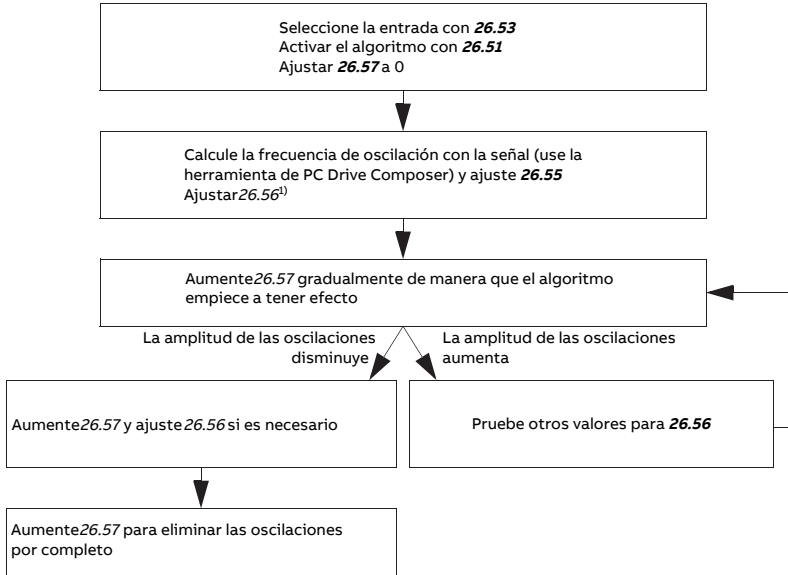 Seleccione la entrada con 26.53
Activar el algoritmo con 26.51
Ajustar 26.57 a 0
Calcule la frecuencia de oscilación con la señal (use la
herramienta de PC Drive Composer) y ajuste 26.55
Ajustar26.56¹⁾
Aumente26.57 gradualmente de manera que el algoritmo
empiece a tener efecto
La amplitud de las oscilaciones
disminuye
La amplitud de las oscilaciones
aumenta
Aumente26.57 y ajuste26.56 si es necesario
Pruebe otros valores para 26.56
Aumente26.57 para eliminar las oscilaciones
por completo